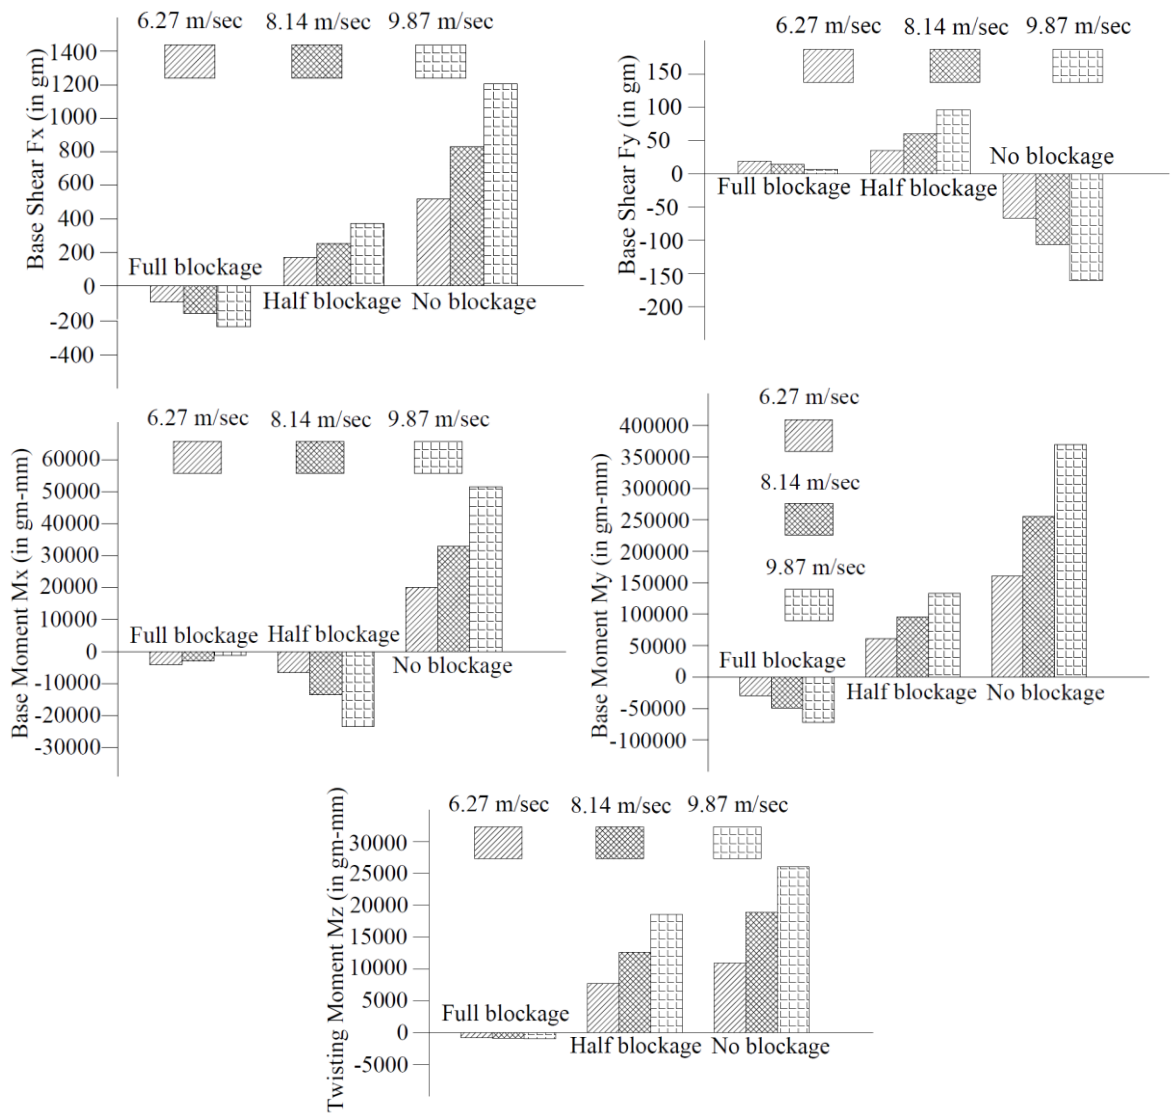 6.27 m/sec 8.14 m/sec 9.87 m/sec
Base Shear Fx (in gm)
1400
1200
1000
800
600
400
200
0
-200
-400
Full blockage
Half blockage
No blockage
6.27 m/sec 8.14 m/sec 9.87 m/sec
Base Shear Fy (in gm)
150
100
50
0
-50
-100
-150
-200
No blockage
Full blockage
Half blockage
6.27 m/sec 8.14 m/sec 9.87 m/sec
Base Moment Mx (in gm-mm)
60000
50000
40000
30000
20000
10000
0
-10000
-20000
-30000
Full blockage
Half blockage
No blockage
6.27 m/sec
8.14 m/sec
9.87 m/sec
Base Moment My (in gm-mm)
400000
350000
300000
250000
200000
150000
100000
50000
0
-50000
-100000
Full blockage
Half blockage
No blockage
6.27 m/sec 8.14 m/sec 9.87 m/sec
Twisting Moment Mz (in gm-mm)
30000
25000
20000
15000
10000
5000
0
-5000
Full blockage
Half blockage
No blockage